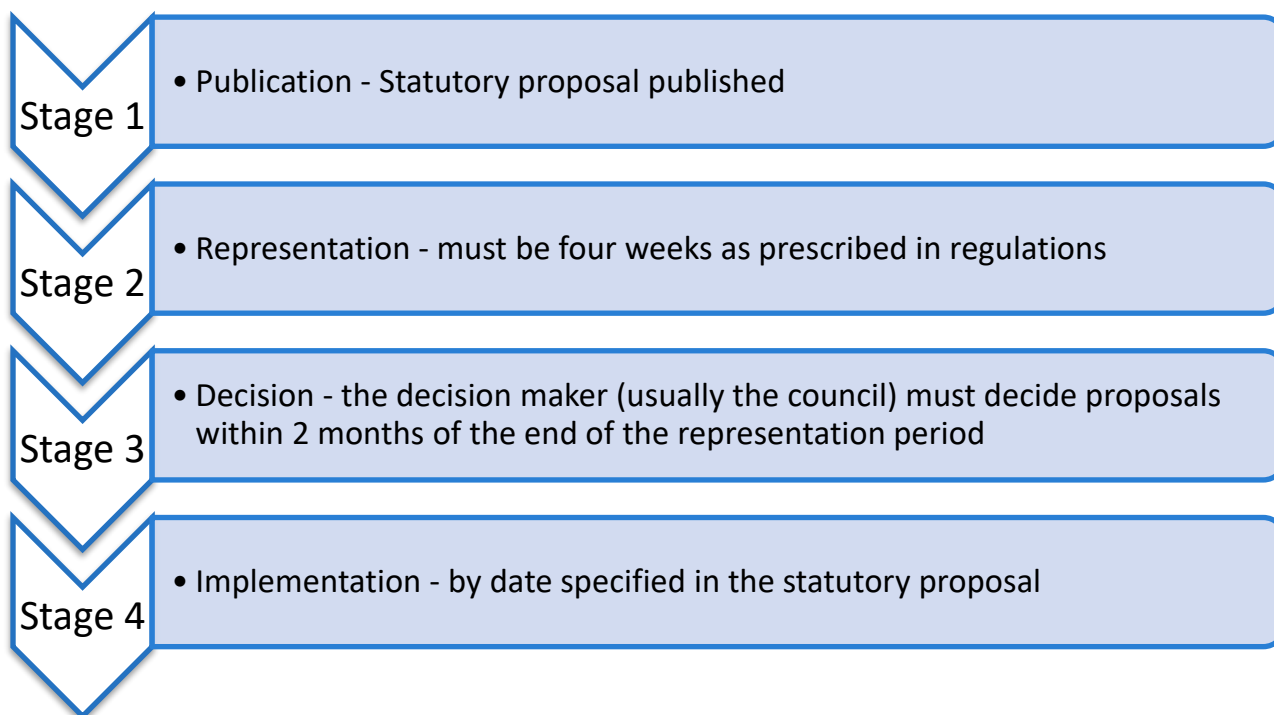 Stage 1
• Publication - Statutory proposal published
Stage 2
• Representation - must be four weeks as prescribed in regulations
Stage 3
• Decision - the decision maker (usually the council) must decide proposals
within 2 months of the end of the representation period
Stage 4
• Implementation - by date specified in the statutory proposal